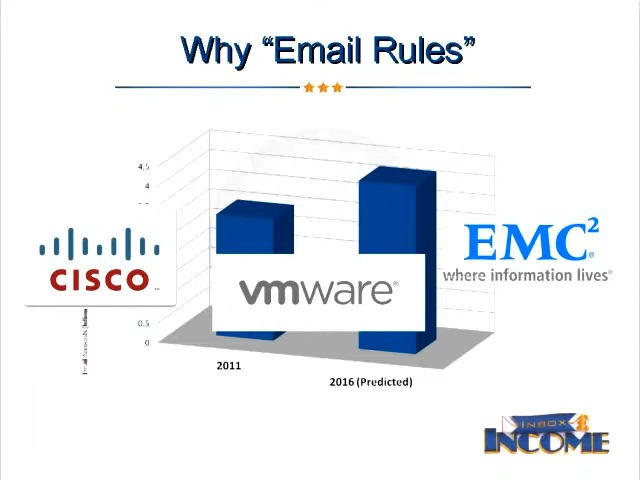 Why “Email Rules”
4.5
4
CISCO
vmware®
EMC²
where information lives®
0.5
0
2011
2016 (Predicted)
INBOX
INCOME